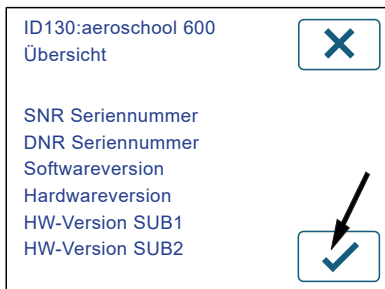 ID130:aeroschool 600
Übersicht
SNR Seriennummer
DNR Seriennummer
Softwareversion
Hardwareversion
HW-Version SUB1
HW-Version SUB2